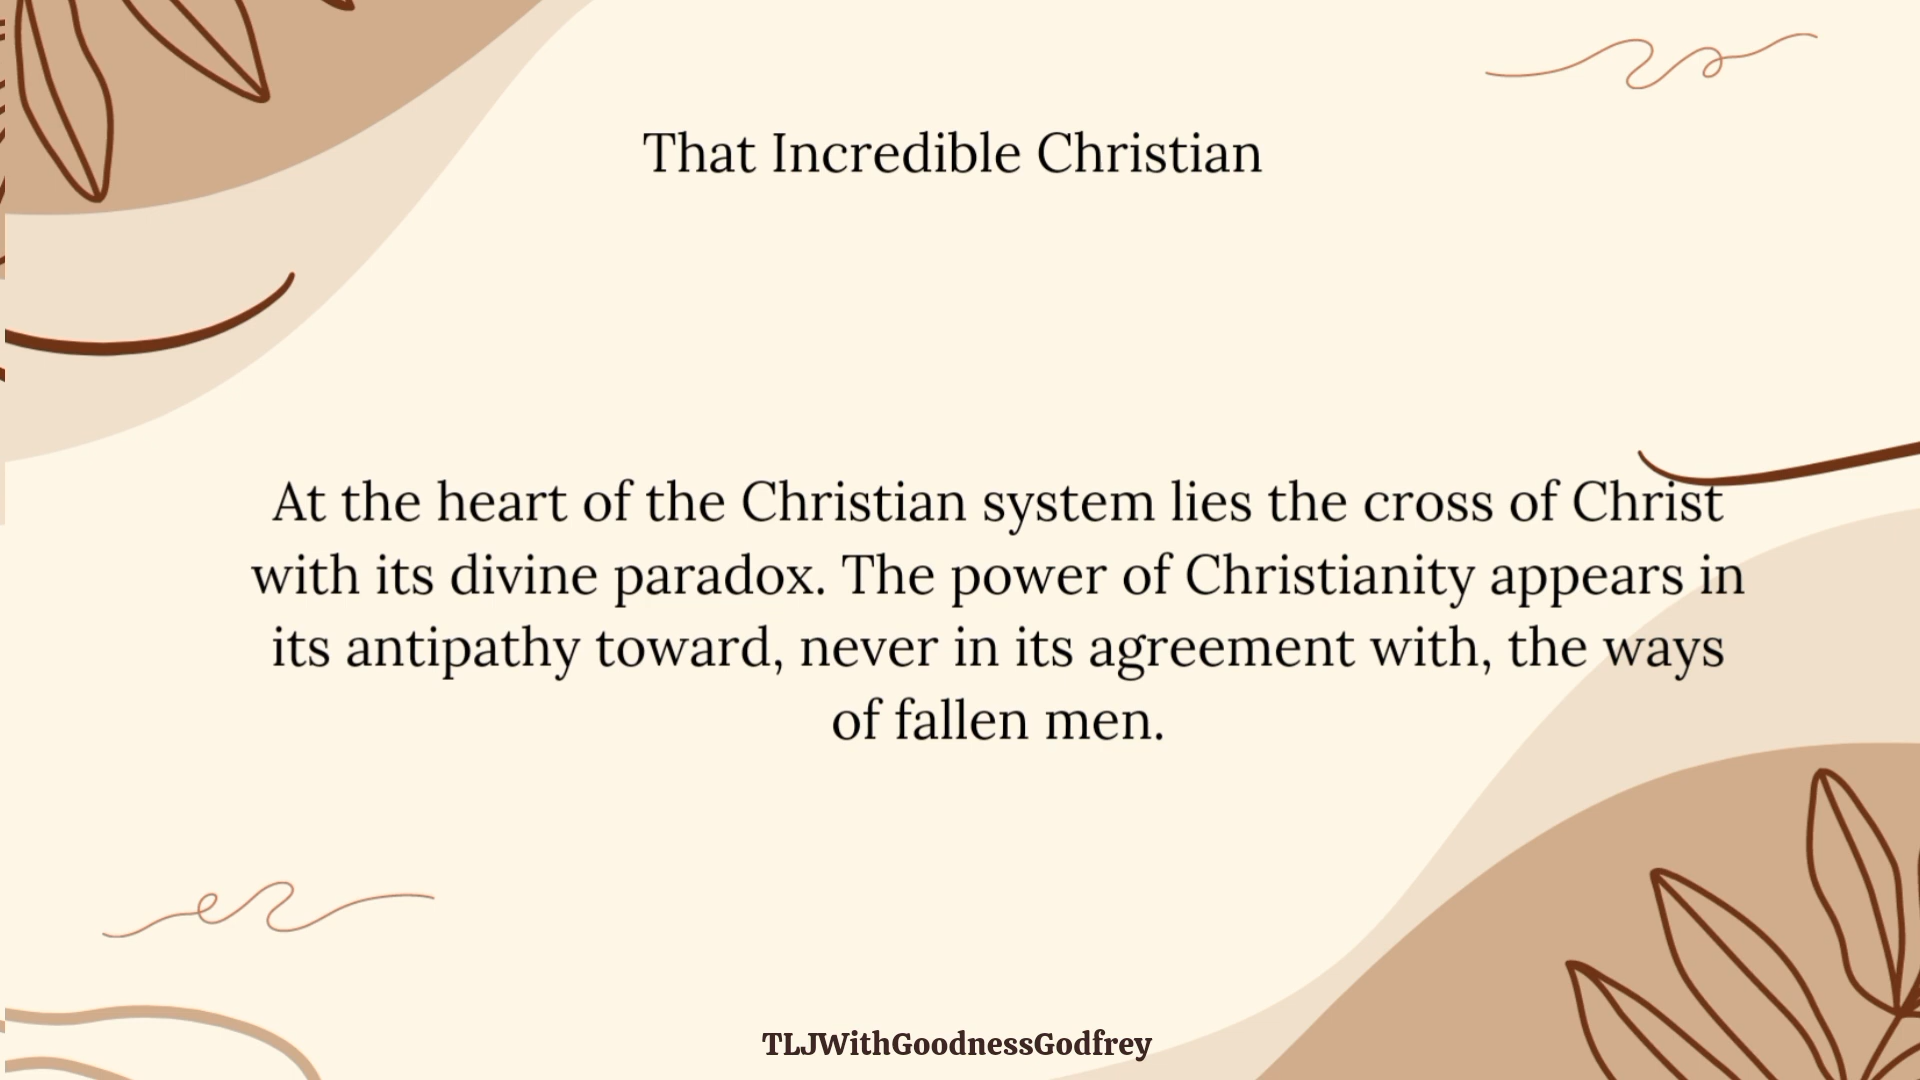 That Incredible Christian
At the heart of the Christian system lies the cross of Christ
with its divine paradox. The power of Christianity appears in
its antipathy toward, never in its agreement with, the ways
of fallen men.
TLJWithGoodnessGodfrey